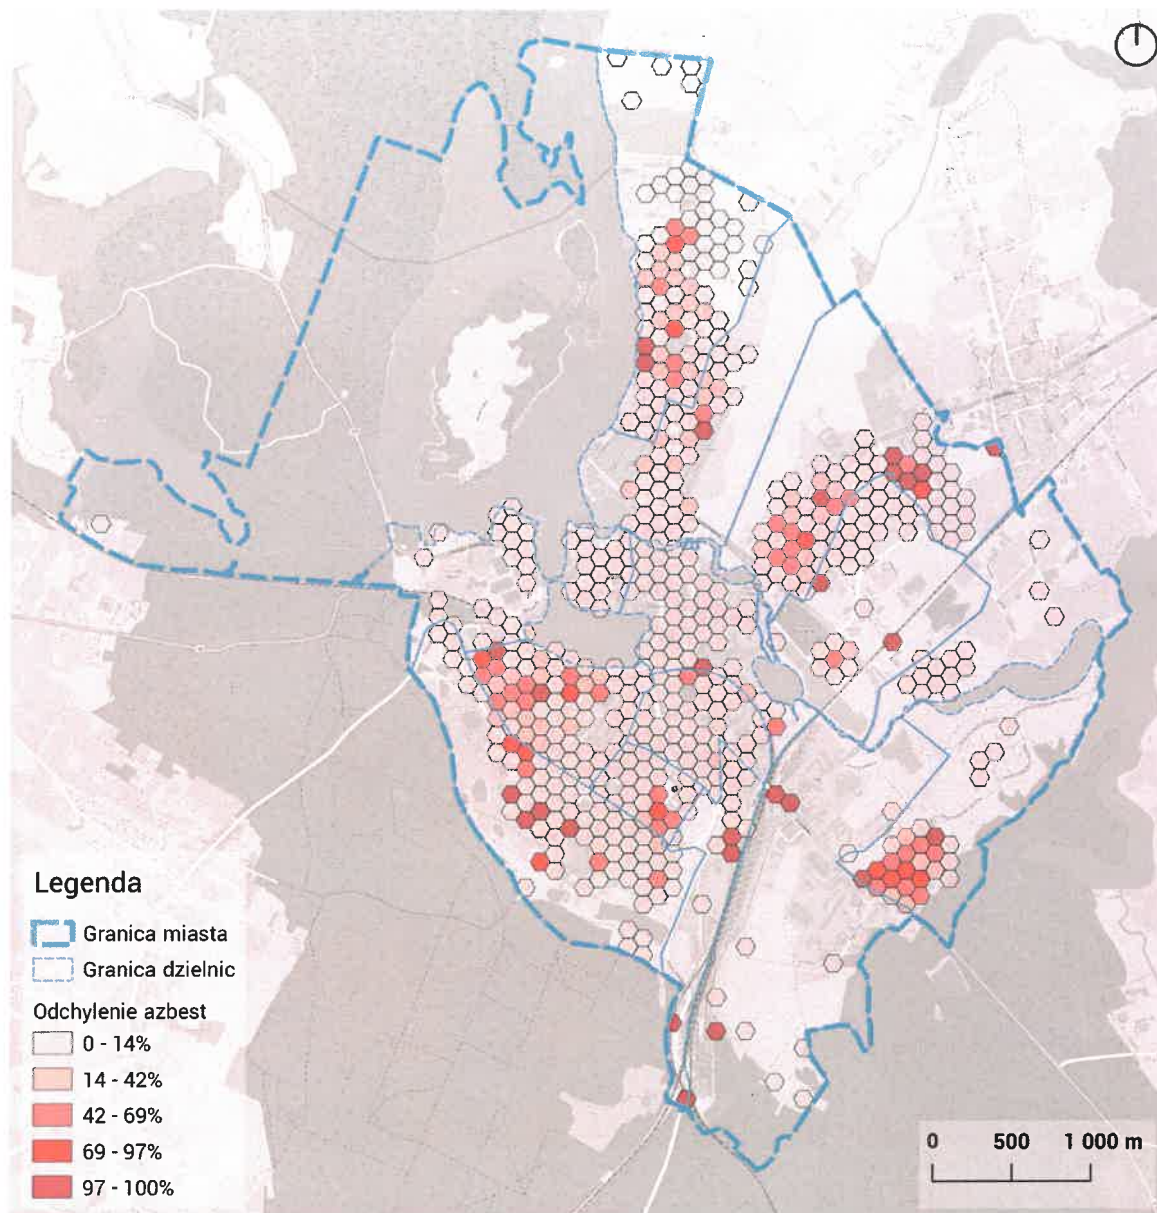 Legenda
Granica miasta
Granica dzielnic
Odchylenie azbest
0 - 14%
14 - 42%
42 - 69%
69 - 97%
97 - 100%
0 500 1 000 m